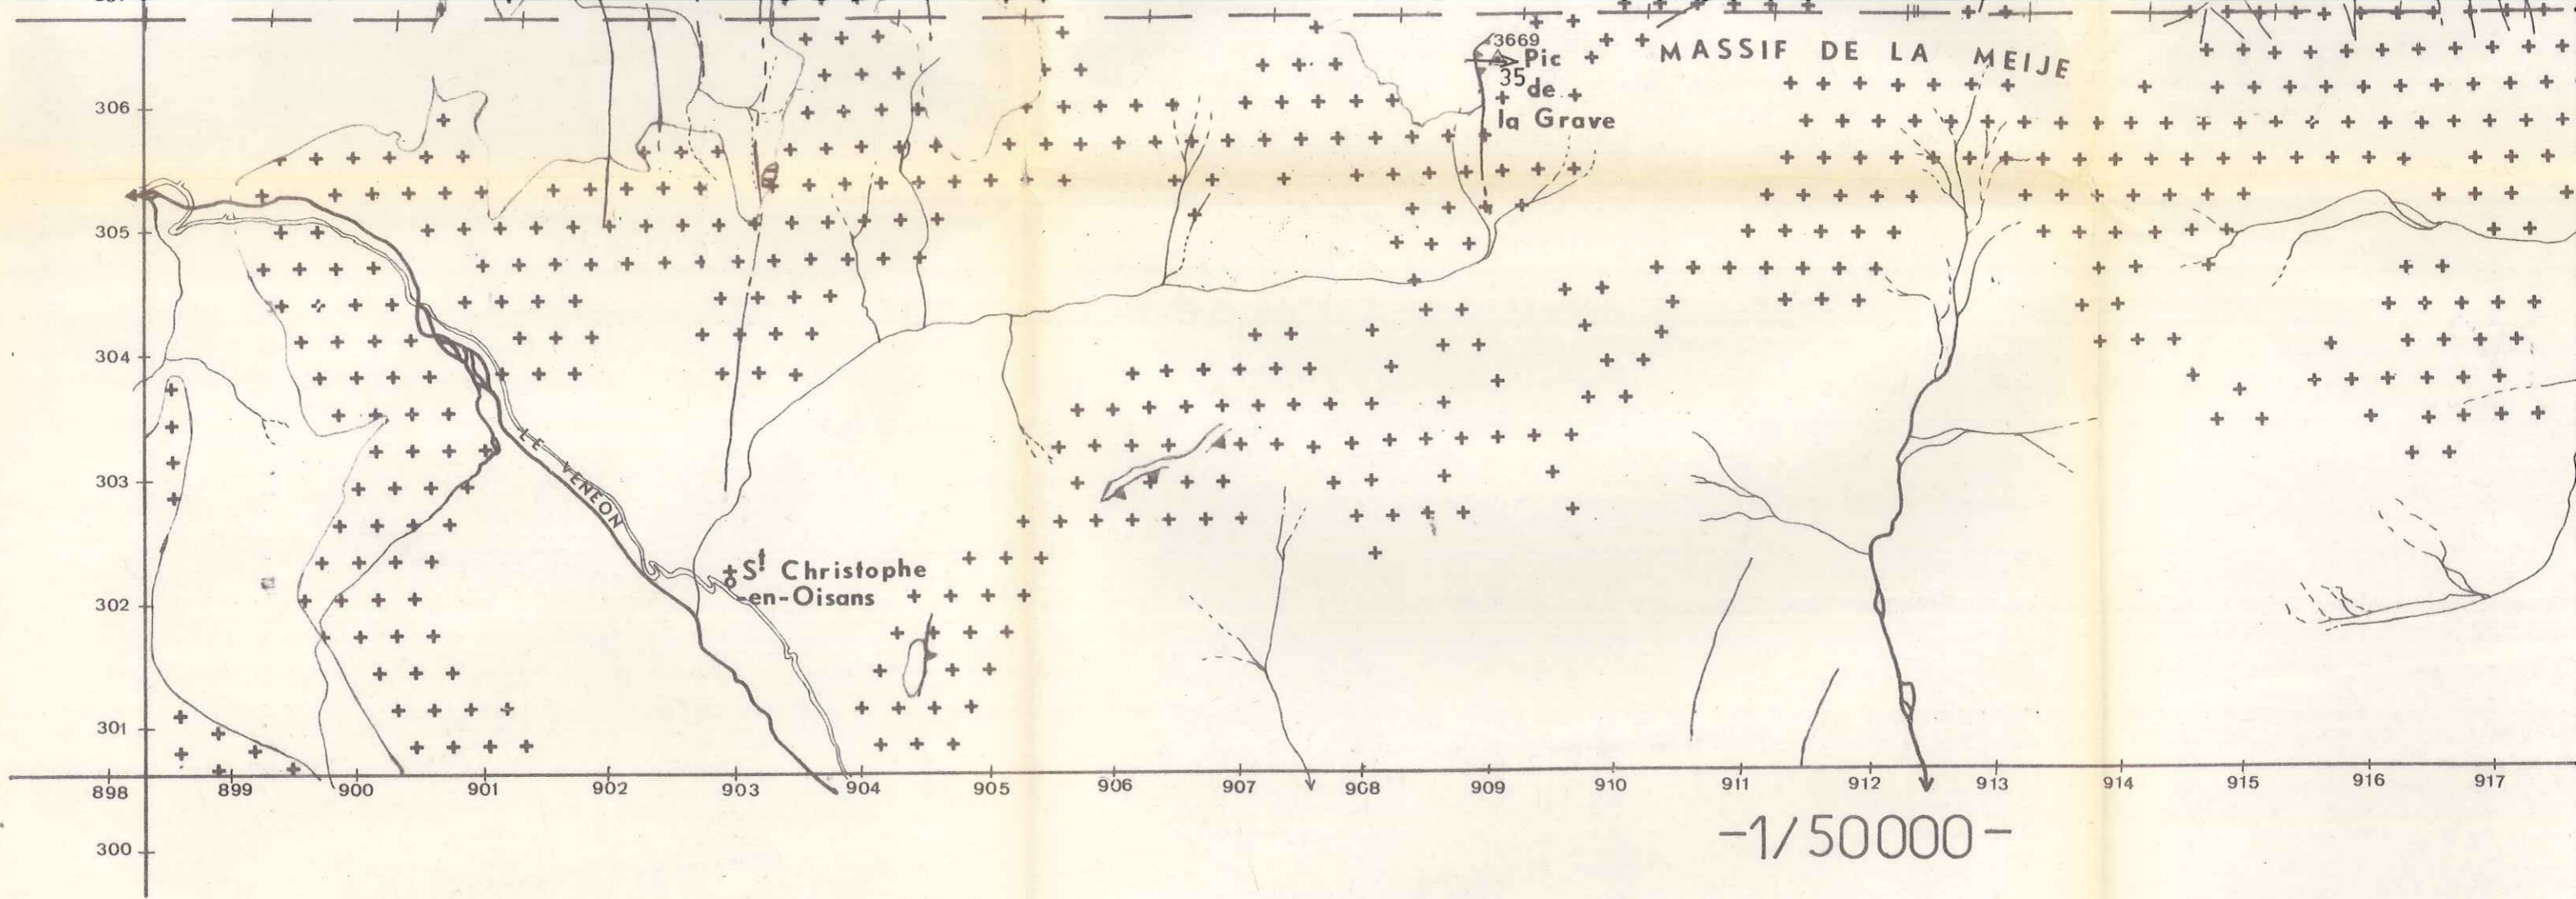 MASSIF DE LA MEIJE
3669
Pic
35
de
la Grave
306
305
304
303
302
301
300
LE VENEON
St Christophe
-en-Oisans
898 899 900 901 902 903 904 905 906 907 908 909 910 911 912 913 914 915 916 917
-1/50000-